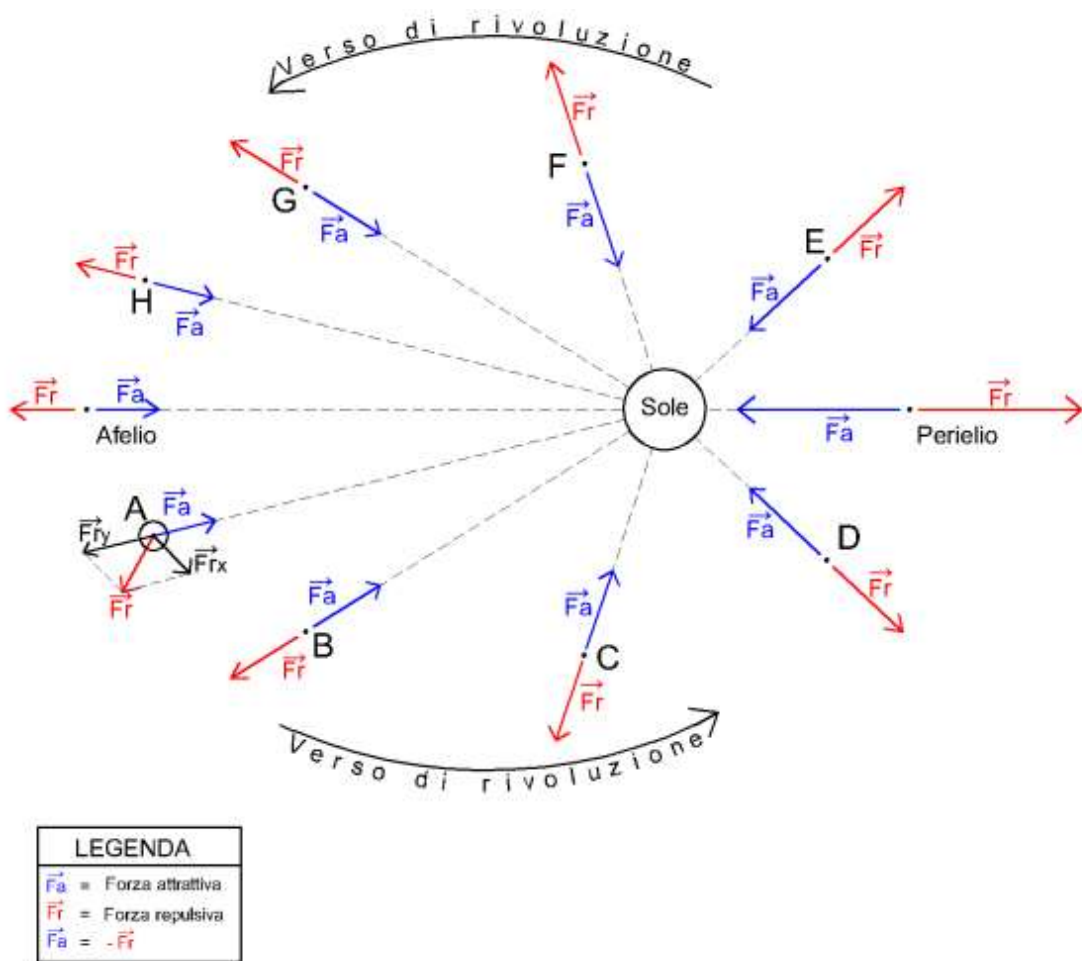 Verso di rivoluzione
Fr
F
Fr
G
Fa
Fa
E
Fr
Fa
Fr
H
Fa
Fr
Fa
Afelio
Sole
Fa
Fr
Perielio
A
Fa
Fry
Frx
Fr
Fa
D
Fr
Fa
B
Fr
Fa
C
Fr
Verso di rivoluzione
LEGENDA
Fa = Forza attrattiva
Fr = Forza repulsiva
Fa = -Fr